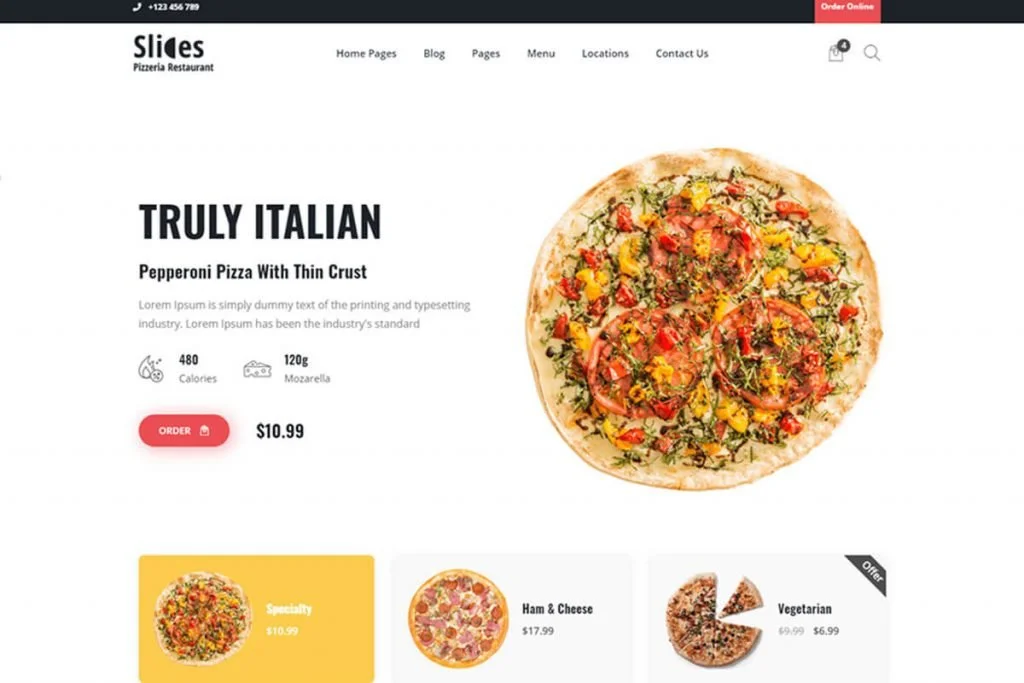 +123 456 789
Order Online
Slices
Pizzeria Restaurant
Home Pages
Blog
Pages
Menu
Locations
Contact Us
4
TRULY ITALIAN
Pepperoni Pizza With Thin Crust
Lorem Ipsum is simply dummy text of the printing and typesetting
industry. Lorem Ipsum has been the industry's standard
480
Calories
120g
Mozarella
ORDER
$10.99
Specialty
$10.99
Ham & Cheese
$17.99
Offer
Vegetarian
$9.99 $6.99